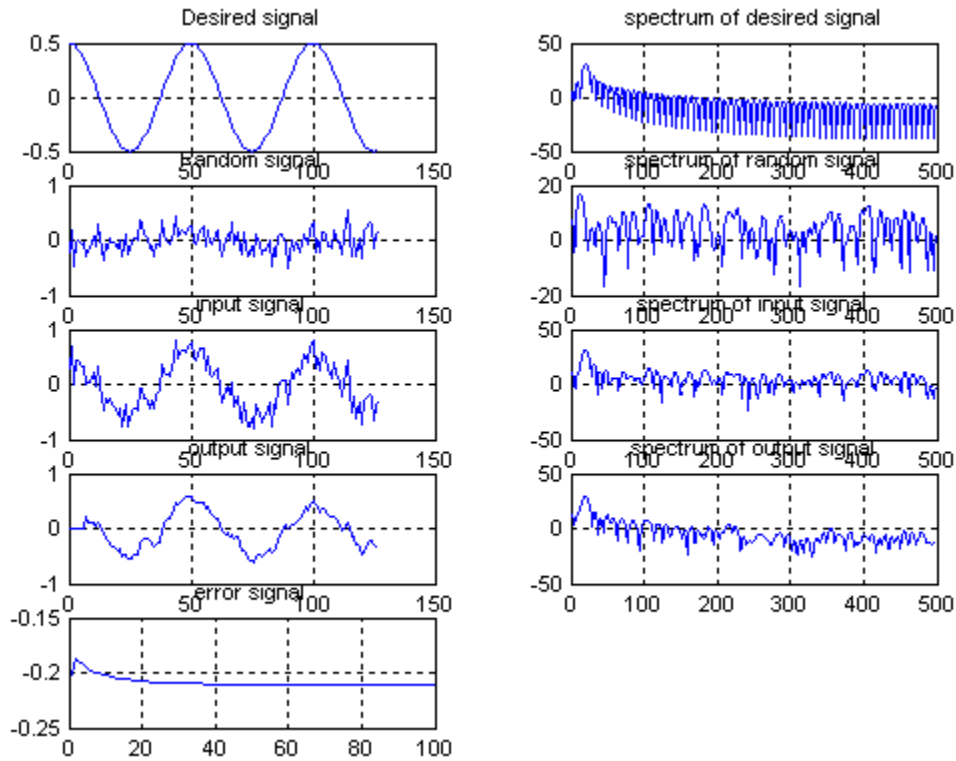 Desired signal
spectrum of desired signal
0.5
0
-0.5
0 50 100 150
50
0
-50
0 100 200 300 400 500
Random signal
spectrum of random signal
1
0
-1
0 50 100 150
20
0
-20
0 100 200 300 400 500
input signal
spectrum of input signal
1
0
-1
0 50 100 150
50
0
-50
0 100 200 300 400 500
output signal
spectrum of output signal
1
0
-1
0 50 100 150
50
0
-50
0 100 200 300 400 500
error signal
-0.15
-0.2
-0.25
0 20 40 60 80 100